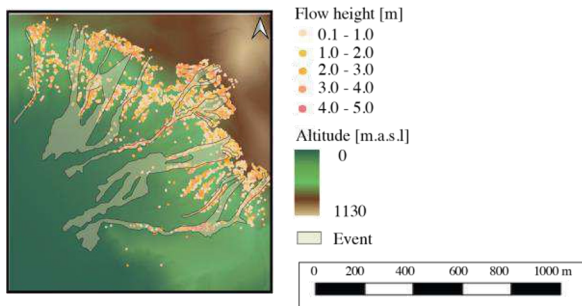 Flow height [m]
0.1 - 1.0
1.0 - 2.0
2.0 - 3.0
3.0 - 4.0
4.0 - 5.0
Altitude [m.a.s.l]
0
1130
Event
0 200 400 600 800 1000 m